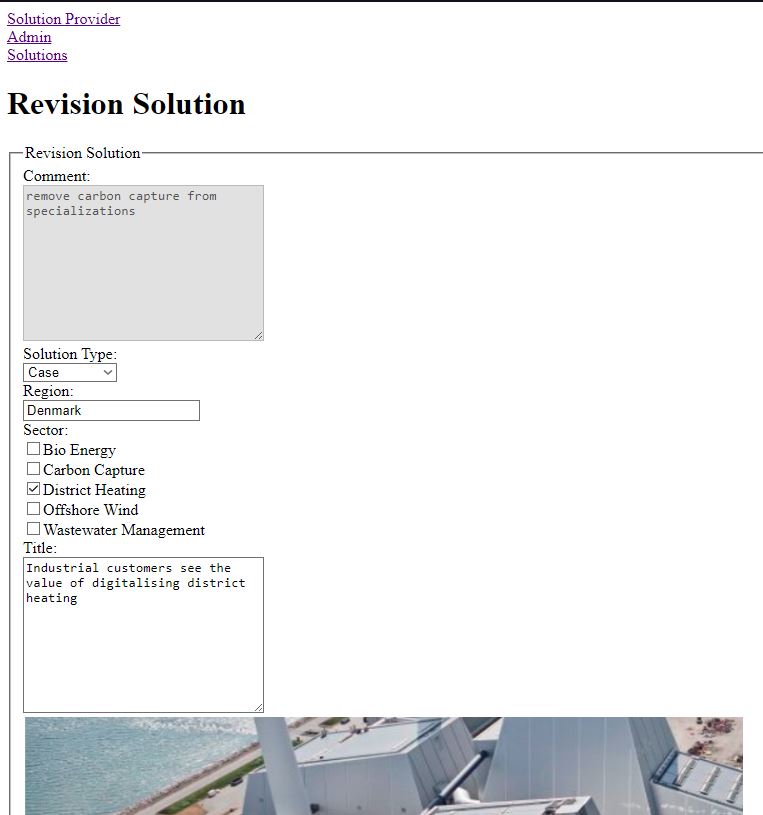 Solution Provider
Admin
Solutions
Revision Solution
Revision Solution
Comment:
remove carbon capture from
specializations
Solution Type:
Case
Region:
Denmark
Sector:
Bio Energy
Carbon Capture
District Heating
Offshore Wind
Wastewater Management
Title:
Industrial customers see the
value of digitalising district
heating